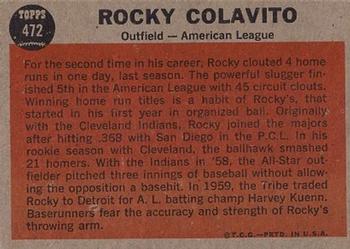 TOPPS
472
ROCKY COLAVITO
Outfield — American League
For the second time in his career, Rocky clouted 4 home
runs in one day, last season. The powerful slugger fin-
ished 5th in the American League with 45 circuit clouts.
Winning home run titles is a habit of Rocky's, that
started in his first year in organized ball. Originally
with the Cleveland Indians, Rocky joined the majors
after hitting .368 with San Diego in the P.C.L. In his
rookie season with Cleveland, the ballhawk smashed
21 homers. With the Indians in '58, the All-Star out-
fielder pitched three innings of baseball without allow-
ing the opposition a basehit. In 1959, the Tribe traded
Rocky to Detroit for A. L. batting champ Harvey Kuenn.
Baserunners fear the accuracy and strength of Rocky's
throwing arm.
© T.C.G.—PRTD. IN U.S.A.